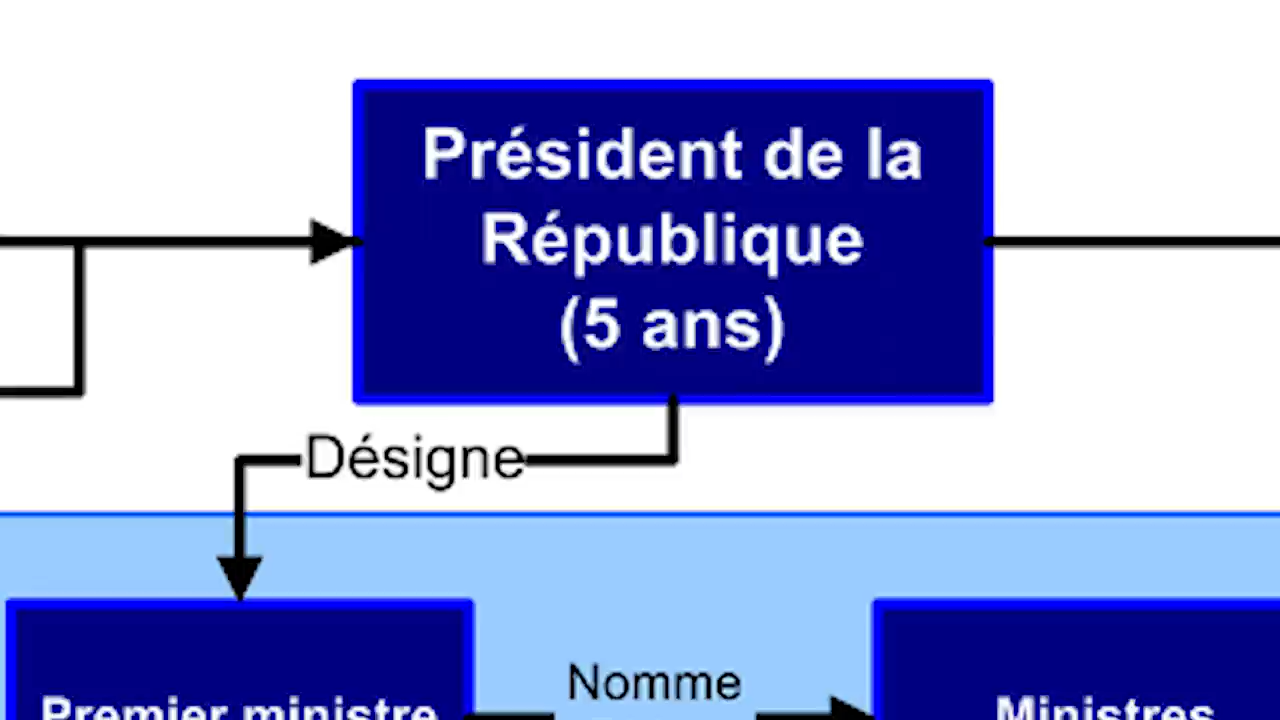 Président de la
République
(5 ans)
Désigne
Nomme
Premier ministre
Ministres